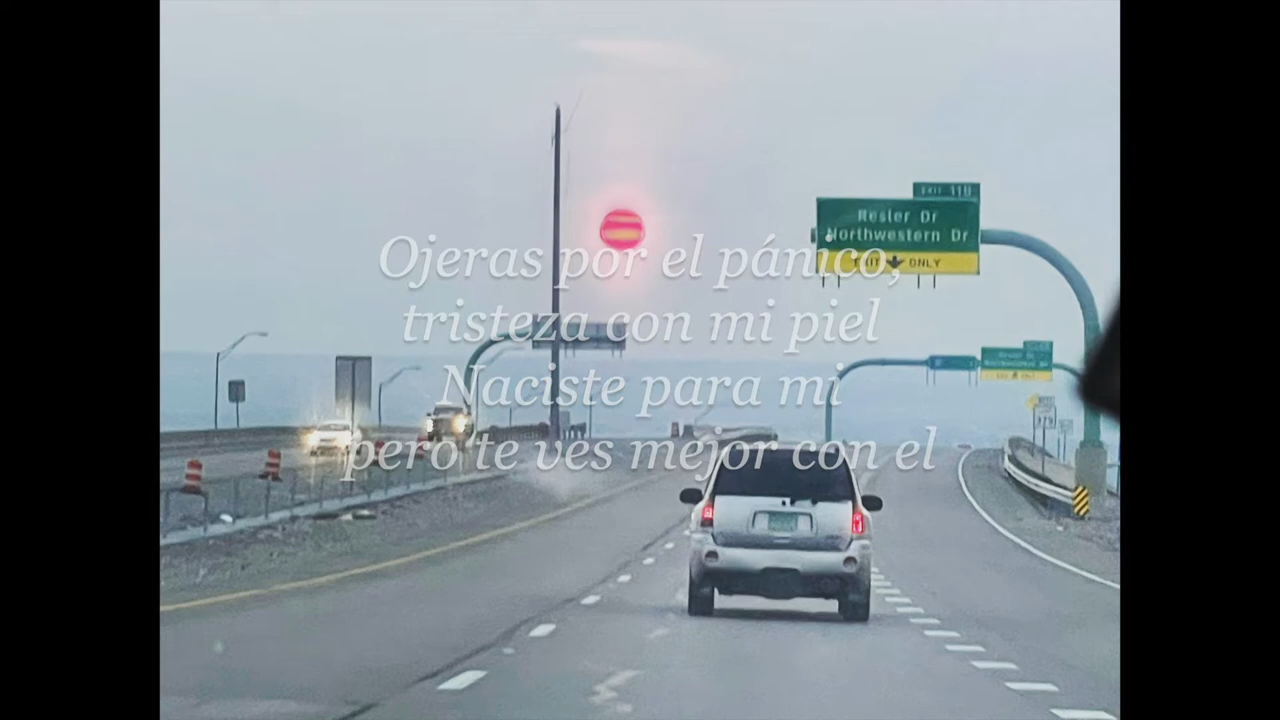 EXIT 11B
Resler Dr
Northwestern Dr
EXIT ONLY
Ojeras por el pánico,
tristeza con mi piel
Naciste para mi
pero te ves mejor con el